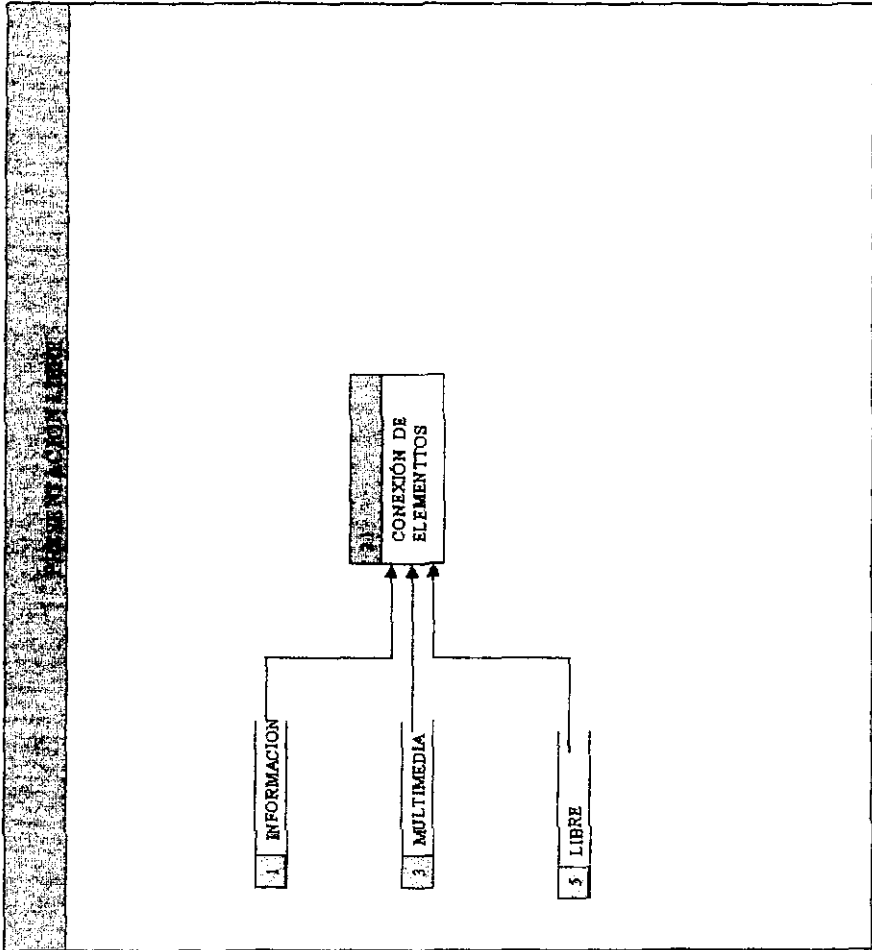 1 INFORMACION
3 MULTIMEDIA
5 LIBRE
CONEXIÓN DE
ELEMENTTOS